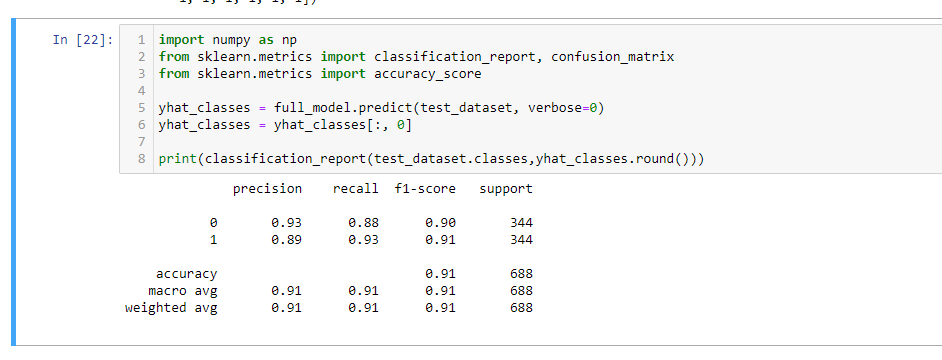 In [22]:
1 import numpy as np
2 from sklearn.metrics import classification_report, confusion_matrix
3 from sklearn.metrics import accuracy_score
4
5 yhat_classes = full_model.predict(test_dataset, verbose=0)
6 yhat_classes = yhat_classes[:, 0]
7
8 print(classification_report(test_dataset.classes,yhat_classes.round()))
precision recall f1-score support
0 0.93 0.88 0.90 344
1 0.89 0.93 0.91 344
accuracy 0.91 688
macro avg 0.91 0.91 0.91 688
weighted avg 0.91 0.91 0.91 688